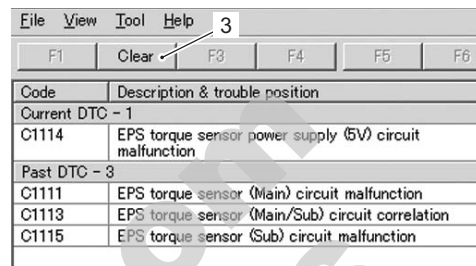 File View Tool Help 3
F1 Clear F3 F4 F5 F6
Code Description & trouble position
Current DTC - 1
C1114 EPS torque sensor power supply (5V) circuit
malfunction
Past DTC - 3
C1111 EPS torque sensor (Main) circuit malfunction
C1113 EPS torque sensor (Main/Sub) circuit correlation
C1115 EPS torque sensor (Sub) circuit malfunction